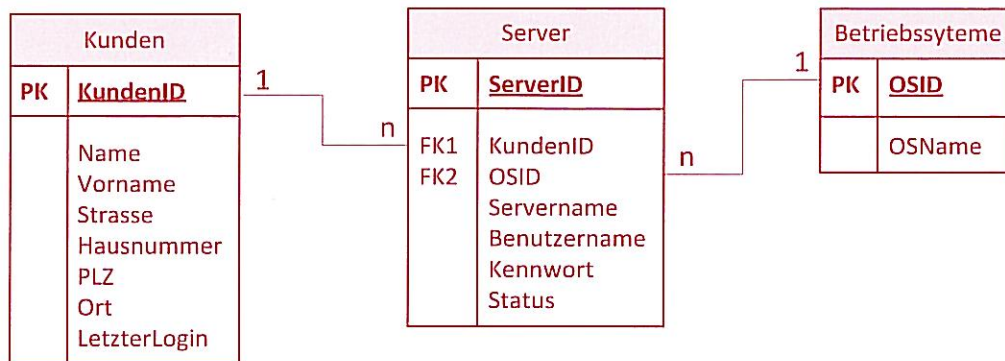 Kunden
PK KundenID
Name
Vorname
Strasse
Hausnummer
PLZ
Ort
LetzterLogin
1
n
Server
PK ServerID
FK1 KundenID
FK2 OSID
Servername
Benutzername
Kennwort
Status
n
1
Betriebssyteme
PK OSID
OSName